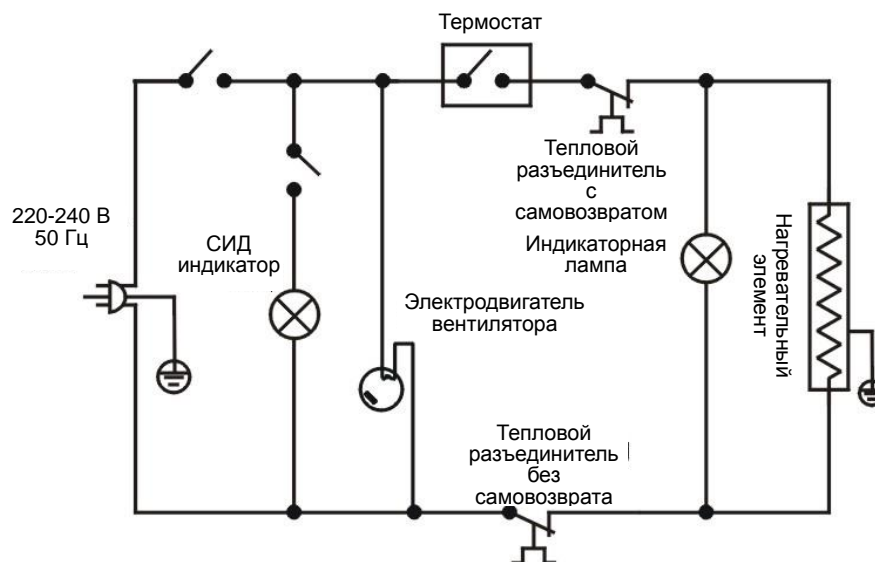 Термостат
Тепловой
разъединитель
с
самовозвратом
220-240 В
50 Гц
СИД
индикатор
Индикаторная
лампа
Нагревательный
элемент
Электродвигатель
вентилятора
Тепловой
разъединитель
без
самовозврата